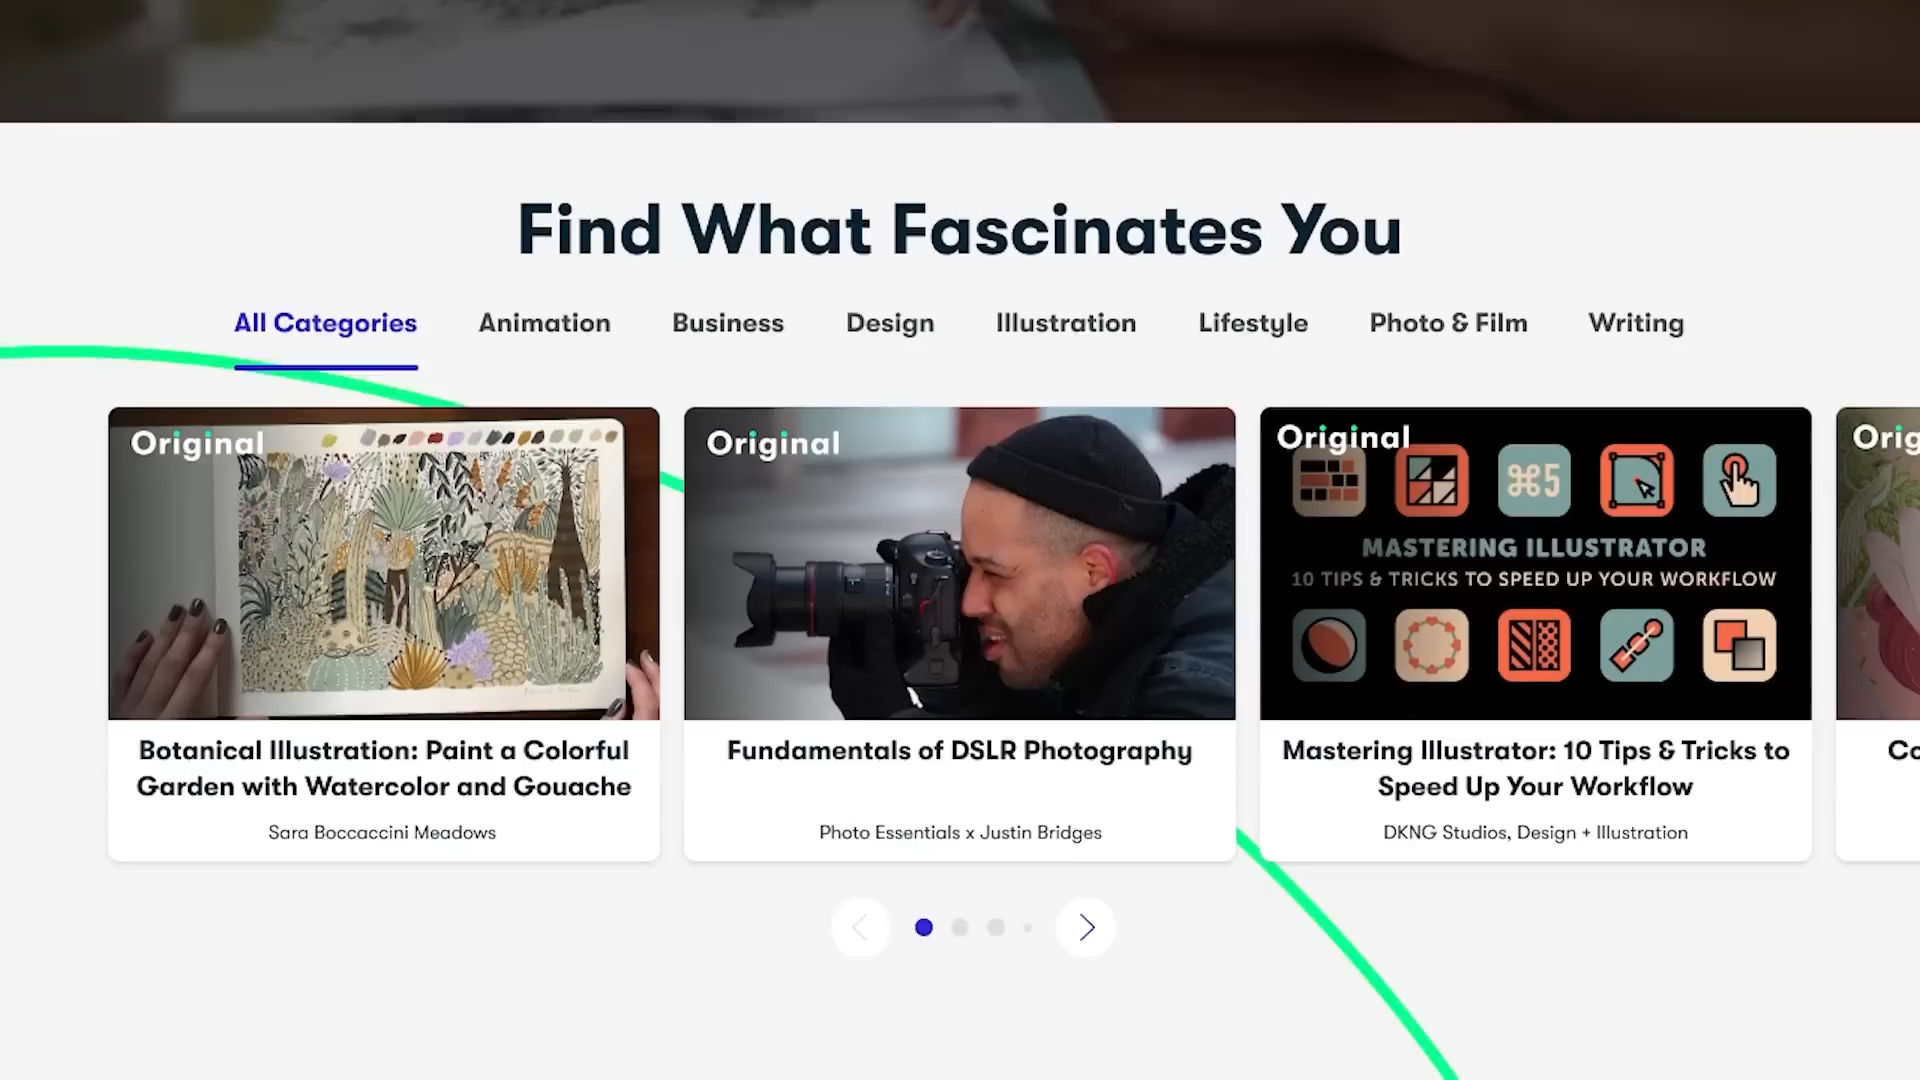 Find What Fascinates You
All Categories Animation Business Design Illustration Lifestyle Photo & Film Writing
Original
Botanical Illustration: Paint a Colorful
Garden with Watercolor and Gouache
Sara Boccaccini Meadows
Original
Fundamentals of DSLR Photography
Photo Essentials x Justin Bridges
Original
⌘5
MASTERING ILLUSTRATOR
10 TIPS & TRICKS TO SPEED UP YOUR WORKFLOW
Mastering Illustrator: 10 Tips & Tricks to
Speed Up Your Workflow
DKNG Studios, Design + Illustration
Orig
Co